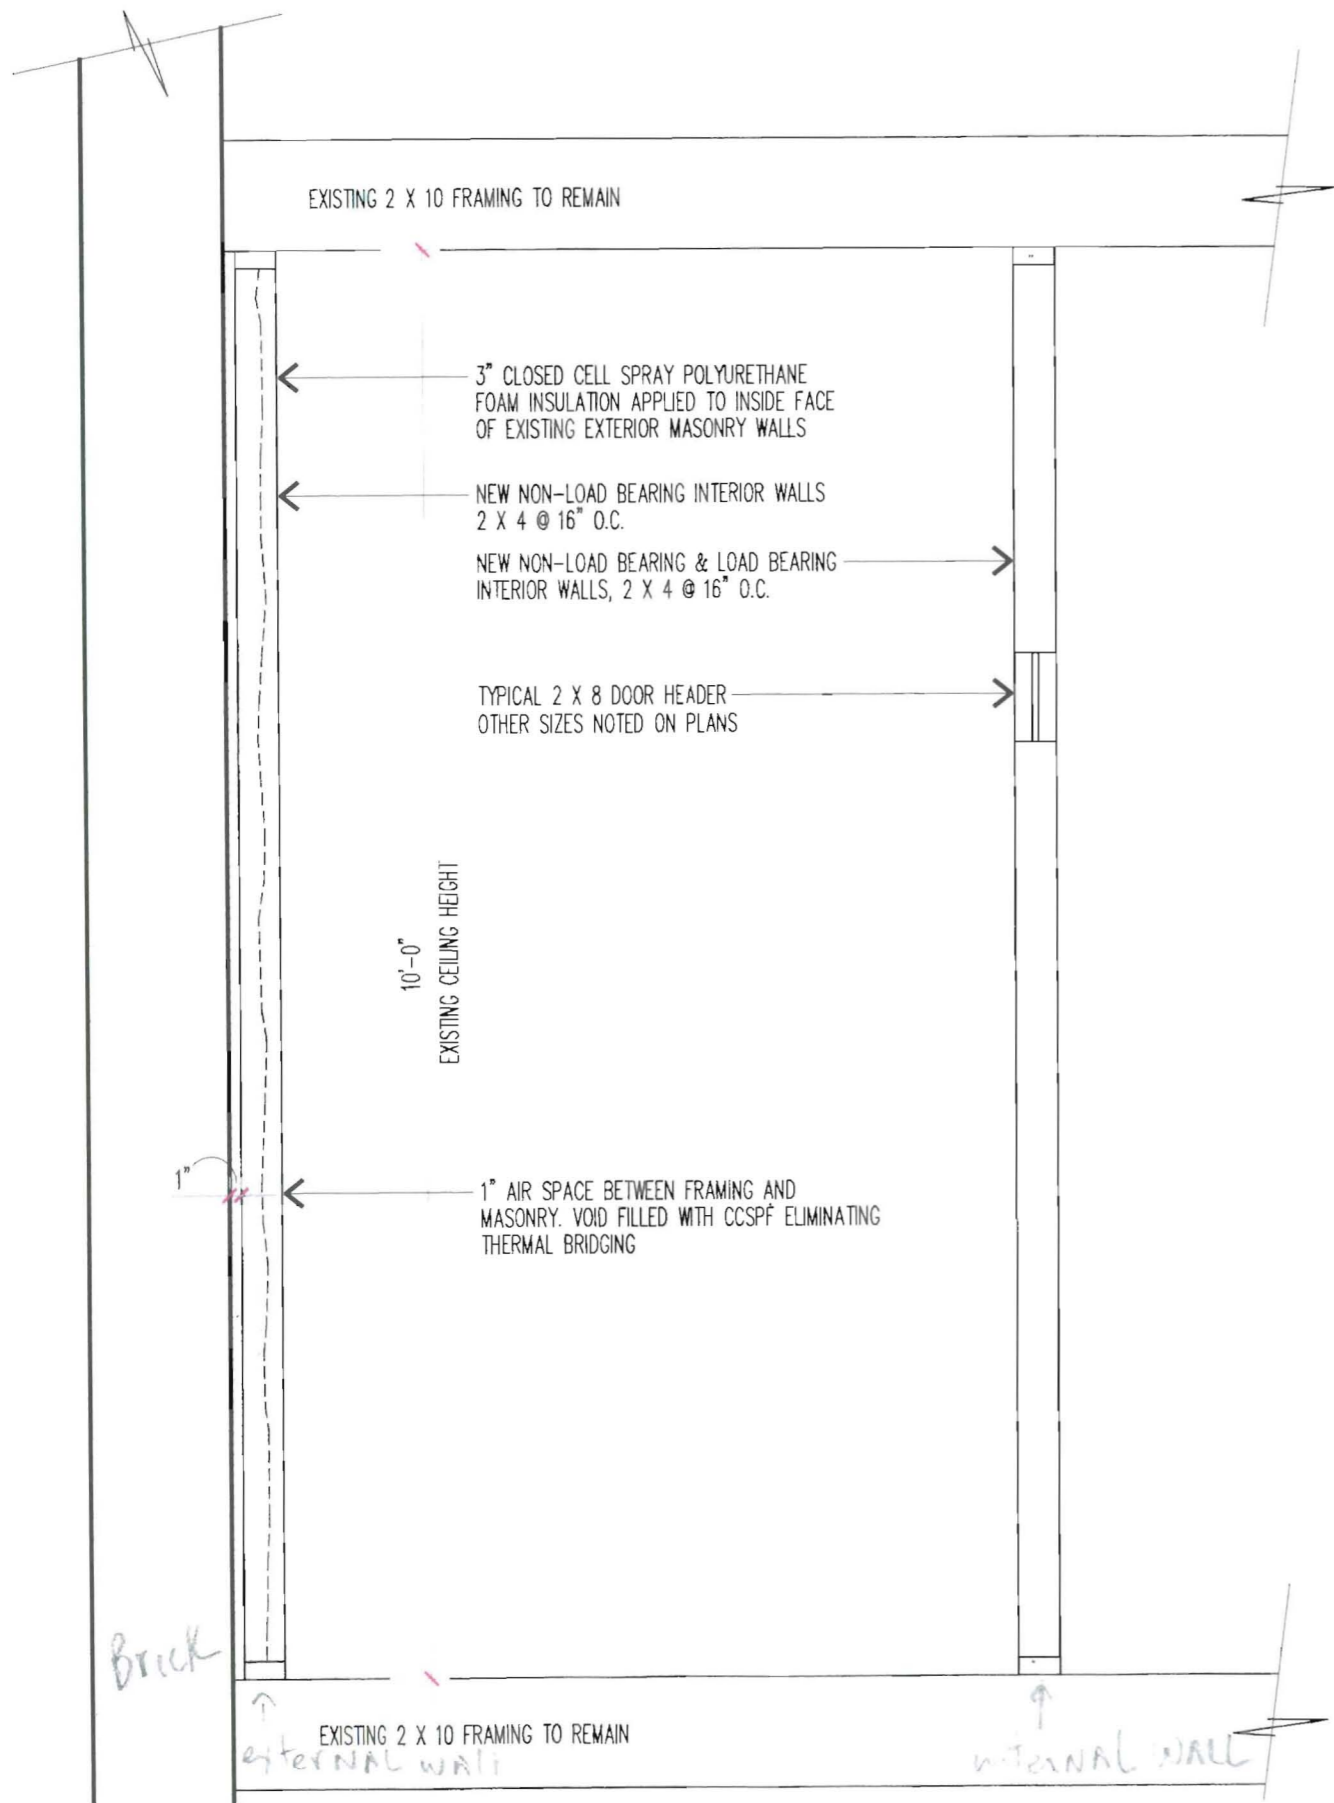 EXISTING 2 X 10 FRAMING TO REMAIN
3" CLOSED CELL SPRAY POLYURETHANE
FOAM INSULATION APPLIED TO INSIDE FACE
OF EXISTING EXTERIOR MASONRY WALLS
NEW NON-LOAD BEARING INTERIOR WALLS
2 X 4 @ 16" O.C.
NEW NON-LOAD BEARING & LOAD BEARING
INTERIOR WALLS, 2 X 4 @ 16" O.C.
TYPICAL 2 X 8 DOOR HEADER
OTHER SIZES NOTED ON PLANS
10'-0"
EXISTING CEILING HEIGHT
1"
1" AIR SPACE BETWEEN FRAMING AND
MASONRY. VOID FILLED WITH CCSPF ELIMINATING
THERMAL BRIDGING
Brick
EXISTING 2 X 10 FRAMING TO REMAIN
exterNAL wall
interNAL WALL